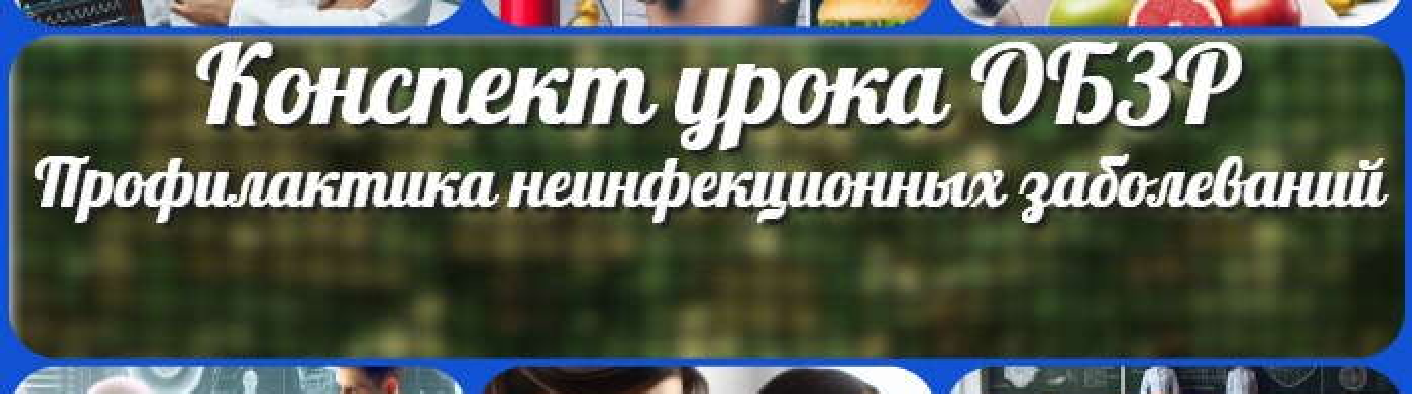 Конспект урока ОБЗР
Профилактика неинфекционных заболеваний